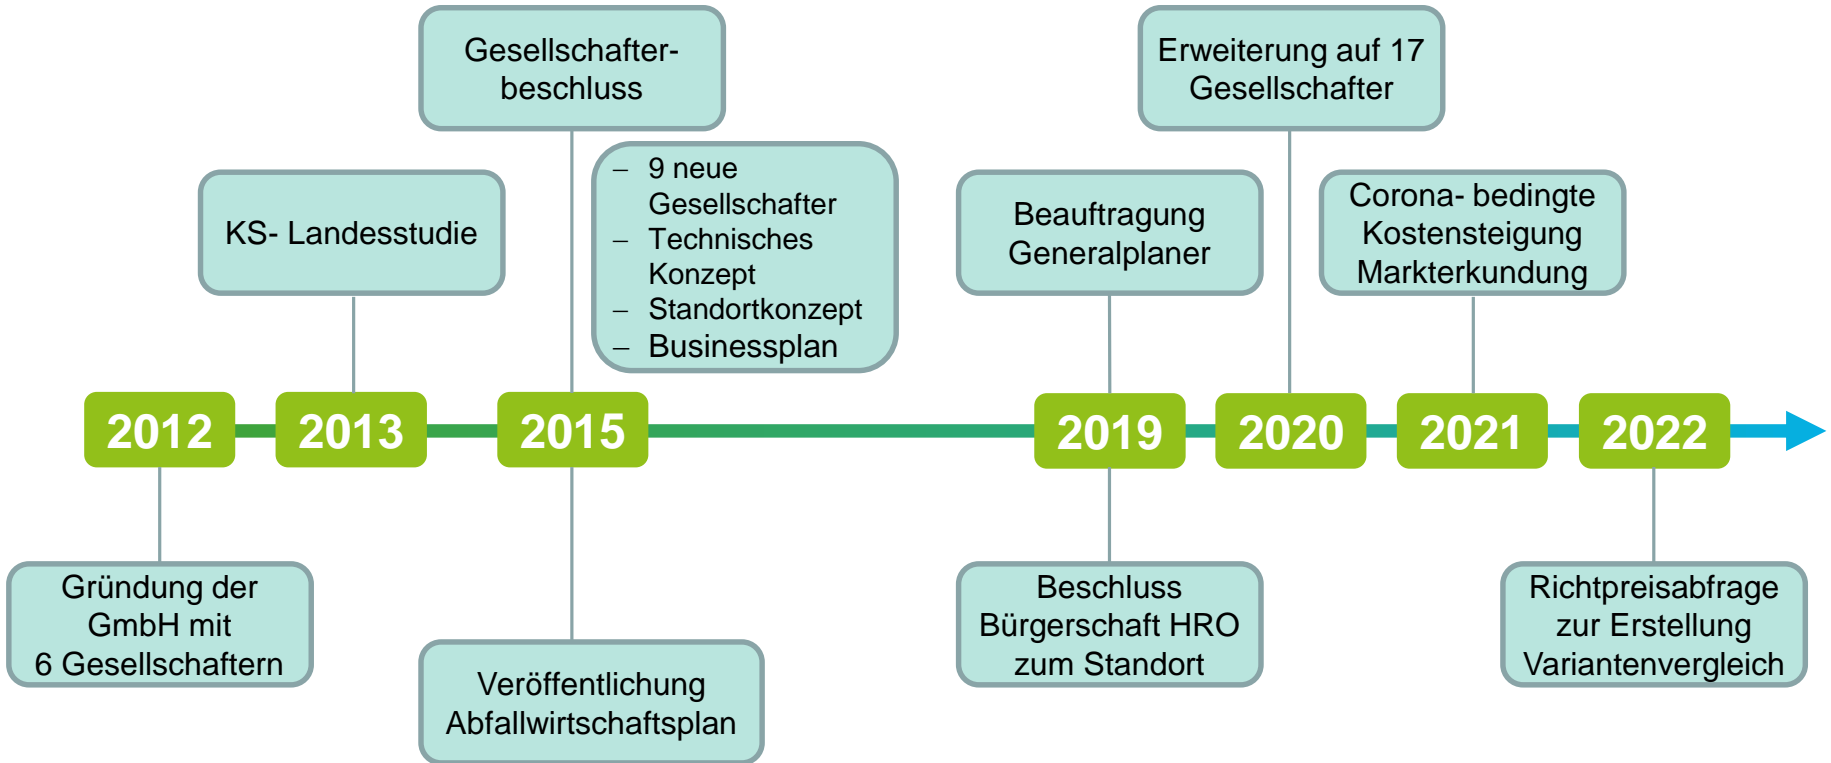 Gesellschafter-
beschluss
Erweiterung auf 17
Gesellschafter
KS- Landesstudie
– 9 neue
Gesellschafter
– Technisches
Konzept
– Standortkonzept
– Businessplan
Beauftragung
Generalplaner
Corona- bedingte
Kostensteigung
Markterkundung
2012
2013
2015
2019
2020
2021
2022
Gründung der
GmbH mit
6 Gesellschaftern
Veröffentlichung
Abfallwirtschaftsplan
Beschluss
Bürgerschaft HRO
zum Standort
Richtpreisabfrage
zur Erstellung
Variantenvergleich